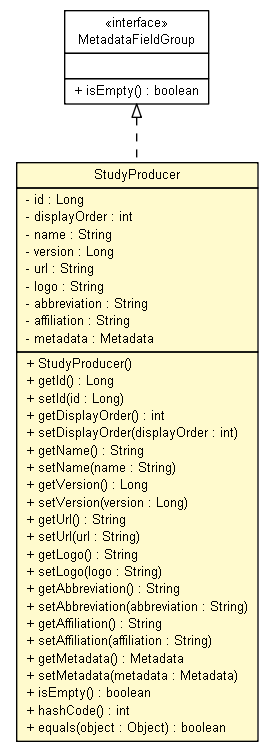 «interface»
MetadataFieldGroup
+ isEmpty() : boolean
StudyProducer
- id : Long
- displayOrder : int
- name : String
- version : Long
- url : String
- logo : String
- abbreviation : String
- affiliation : String
- metadata : Metadata
+ StudyProducer()
+ getId() : Long
+ setId(id : Long)
+ getDisplayOrder() : int
+ setDisplayOrder(displayOrder : int)
+ getName() : String
+ setName(name : String)
+ getVersion() : Long
+ setVersion(version : Long)
+ getUrl() : String
+ setUrl(url : String)
+ getLogo() : String
+ setLogo(logo : String)
+ getAbbreviation() : String
+ setAbbreviation(abbreviation : String)
+ getAffiliation() : String
+ setAffiliation(affiliation : String)
+ getMetadata() : Metadata
+ setMetadata(metadata : Metadata)
+ isEmpty() : boolean
+ hashCode() : int
+ equals(object : Object) : boolean